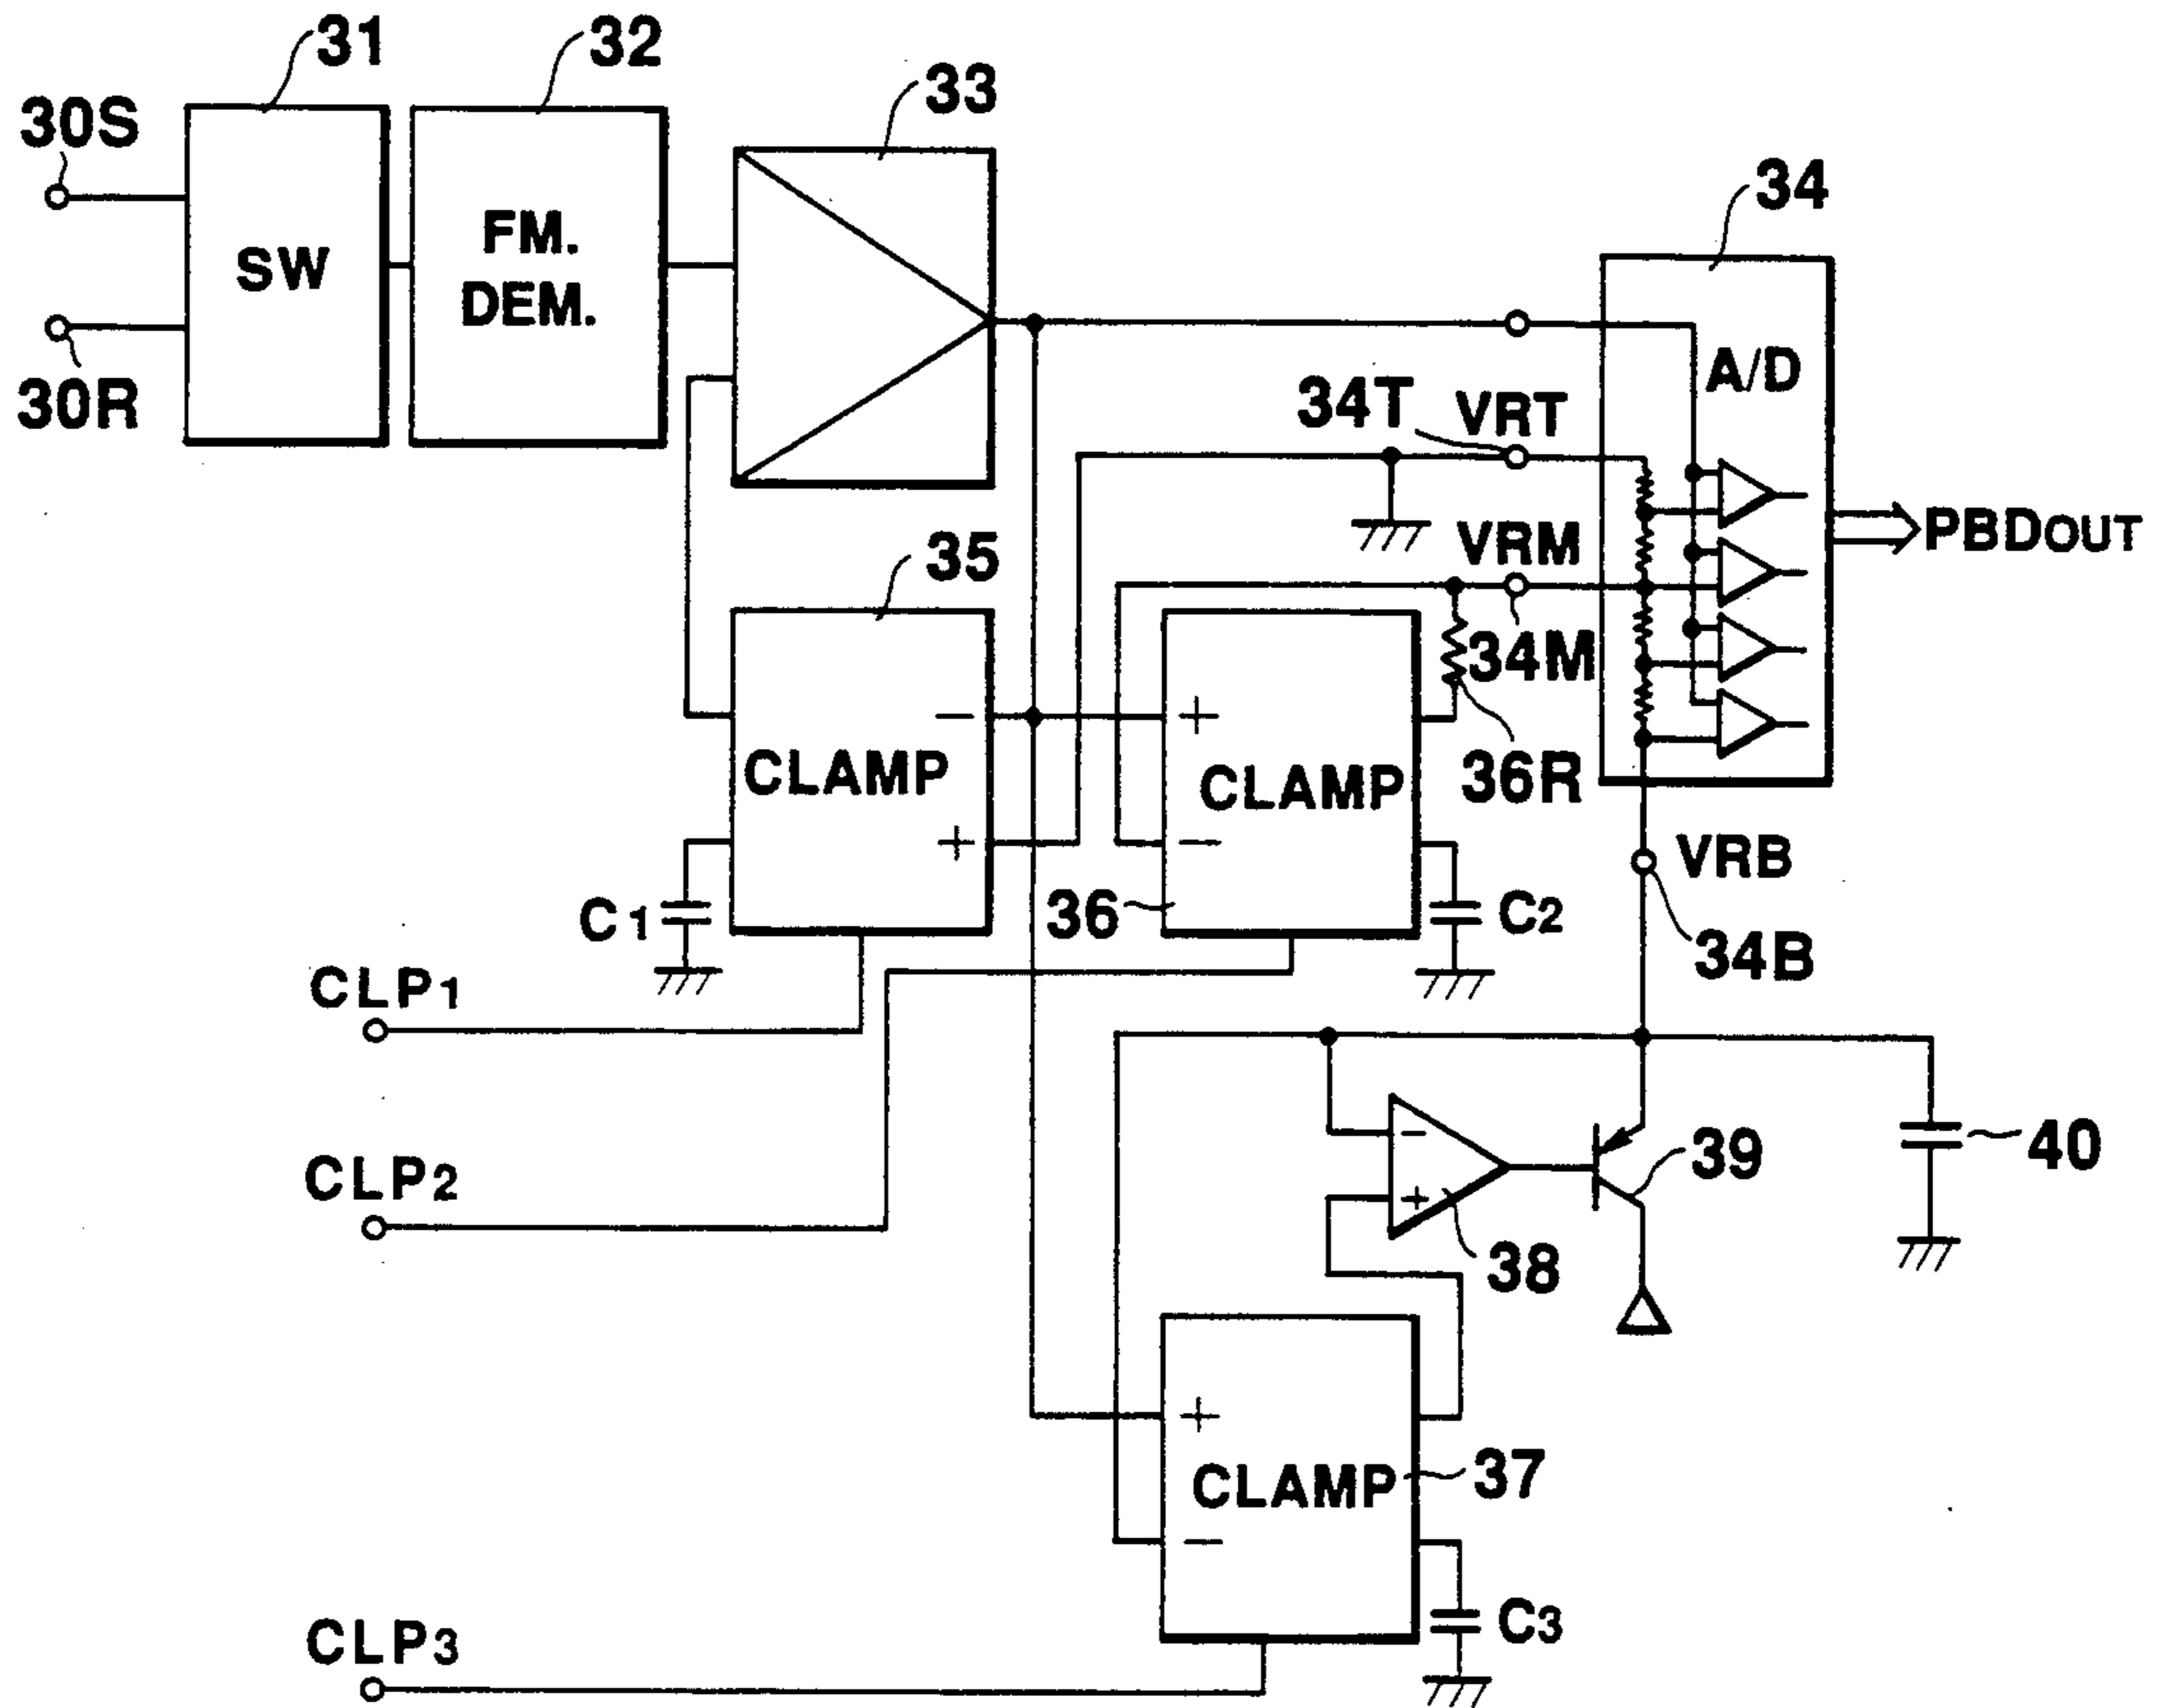 31
32
33
34
30S
30R
SW
FM.
DEM.
A/D
34T
VRT
VRM
34M
36R
PBDOUT
35
−
CLAMP
+
+
CLAMP
−
36
C1
C2
VRB
34B
CLP1
CLP2
−
+
38
39
40
+
CLAMP
−
37
C3
CLP3